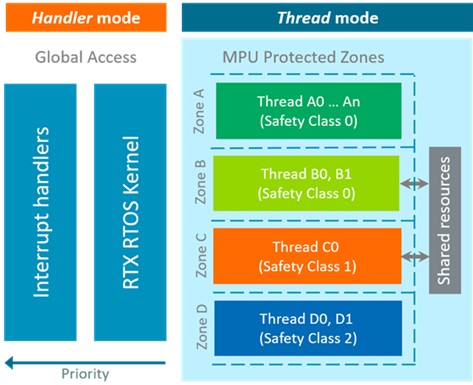 Handler mode
Thread mode
Global Access
MPU Protected Zones
Interrupt handlers
RTX RTOS Kernel
Zone A
Thread A0 ... An
(Safety Class 0)
Zone B
Thread B0, B1
(Safety Class 0)
Zone C
Thread C0
(Safety Class 1)
Zone D
Thread D0, D1
(Safety Class 2)
Shared resources
Priority